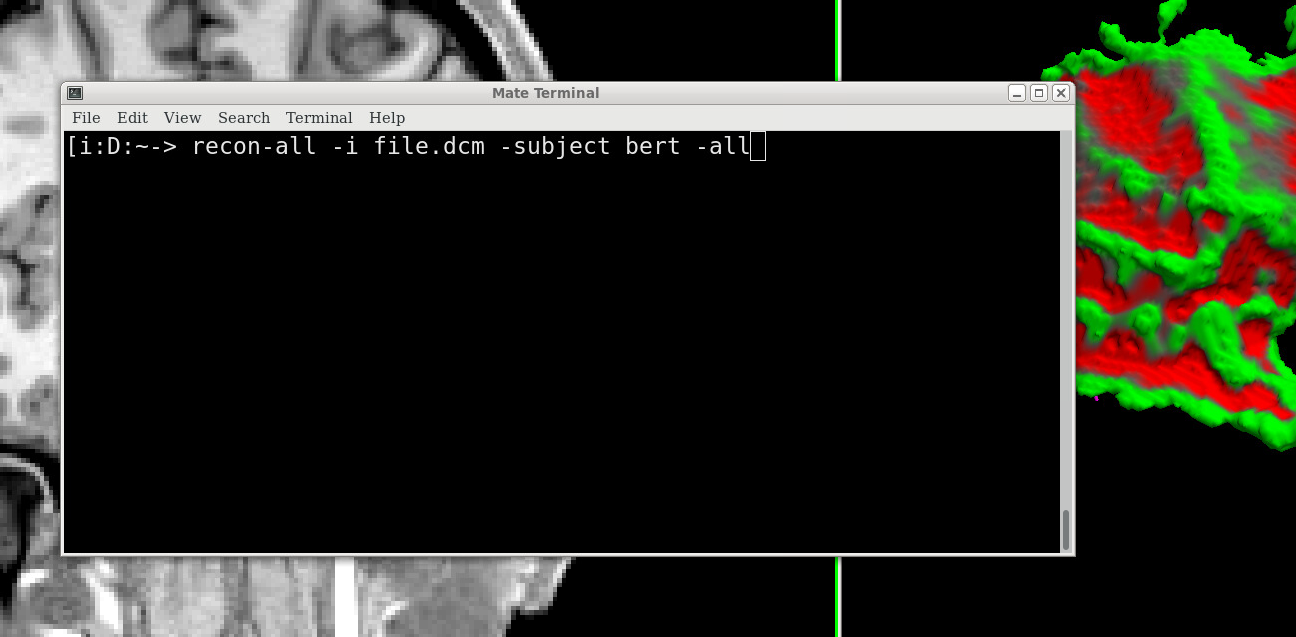 Mate Terminal
File Edit View Search Terminal Help
[i:D:~-> recon-all -i file.dcm -subject bert -all